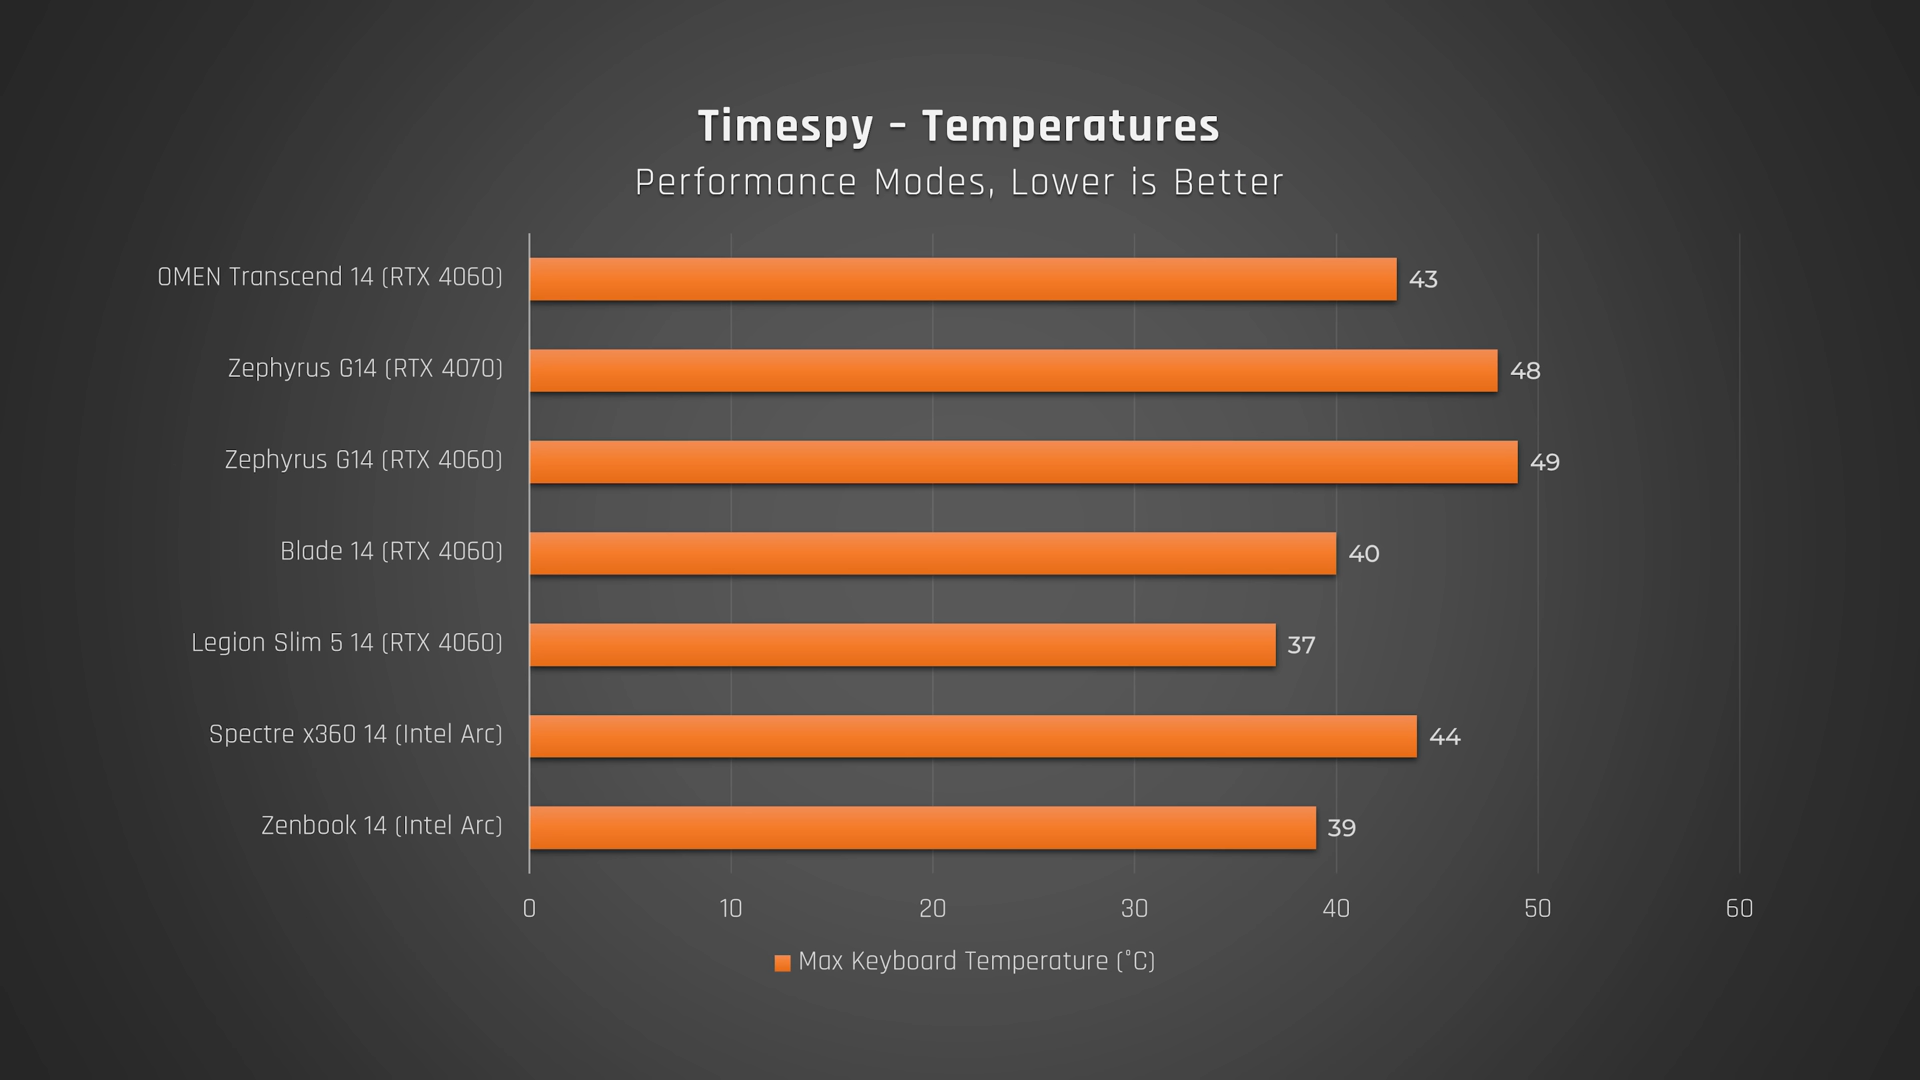 Timespy – Temperatures
Performance Modes, Lower is Better
OMEN Transcend 14 (RTX 4060) 43
Zephyrus G14 (RTX 4070) 48
Zephyrus G14 (RTX 4060) 49
Blade 14 (RTX 4060) 40
Legion Slim 5 14 (RTX 4060) 37
Spectre x360 14 (Intel Arc) 44
Zenbook 14 (Intel Arc) 39
0 10 20 30 40 50 60
Max Keyboard Temperature (°C)